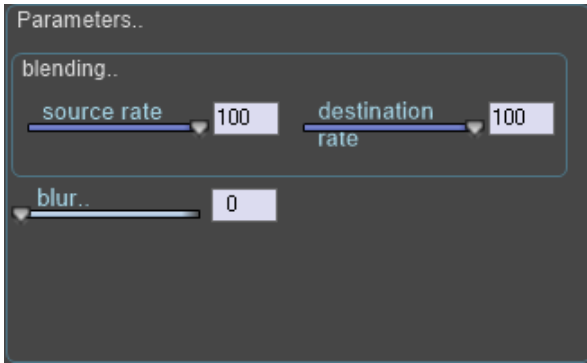 Parameters..
blending..
source rate 100 destination 100
rate
blur.. 0